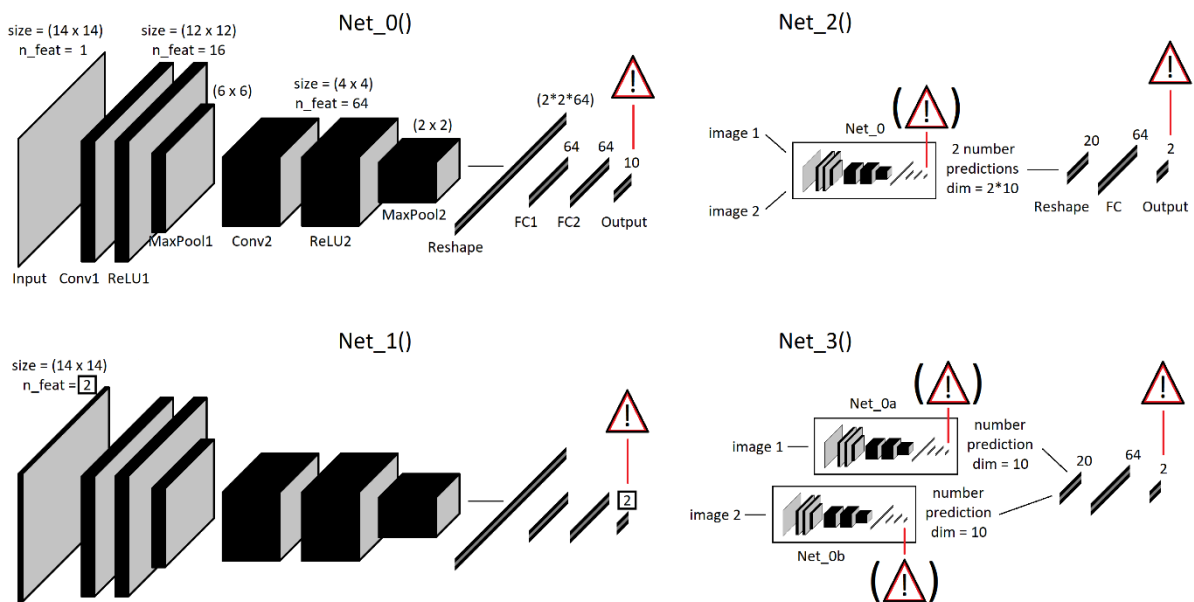 Net_0()
size = (14 x 14)
n_feat = 1
size = (12 x 12)
n_feat = 16
(6 x 6)
size = (4 x 4)
n_feat = 64
(2 x 2)
(2*2*64)
64
64
10
!
Input
Conv1
ReLU1
MaxPool1
Conv2
ReLU2
MaxPool2
Reshape
FC1
FC2
Output
Net_2()
image 1
image 2
Net_0
(!)
2 number
predictions
dim = 2*10
20
64
2
!
Reshape
FC
Output
Net_1()
size = (14 x 14)
n_feat = 2
2
!
Net_3()
image 1
Net_0a
(!)
number
prediction
dim = 10
image 2
Net_0b
(!)
number
prediction
dim = 10
20
64
2
!